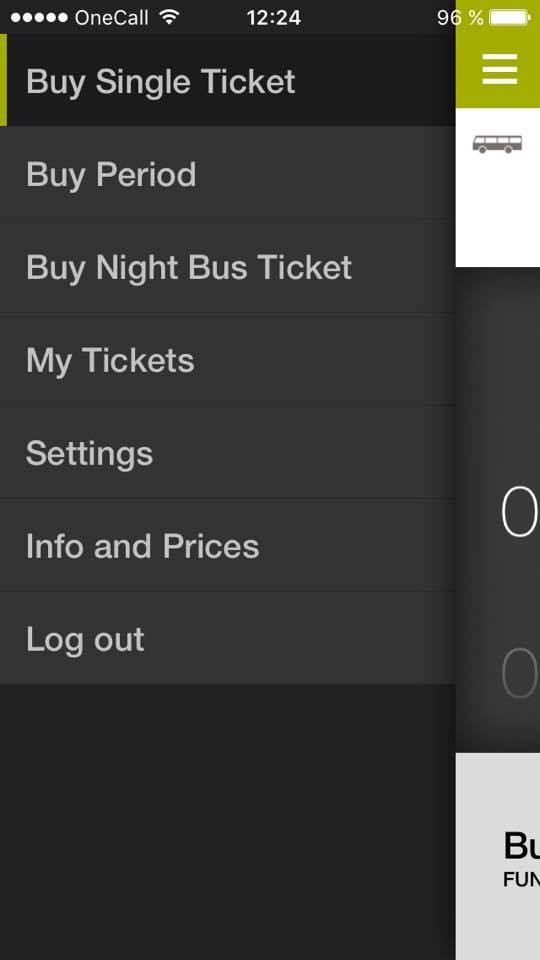 OneCall 12:24 96 %
Buy Single Ticket
Buy Period
Buy Night Bus Ticket
My Tickets
Settings
Info and Prices
Log out
0
0
Bu
FUN